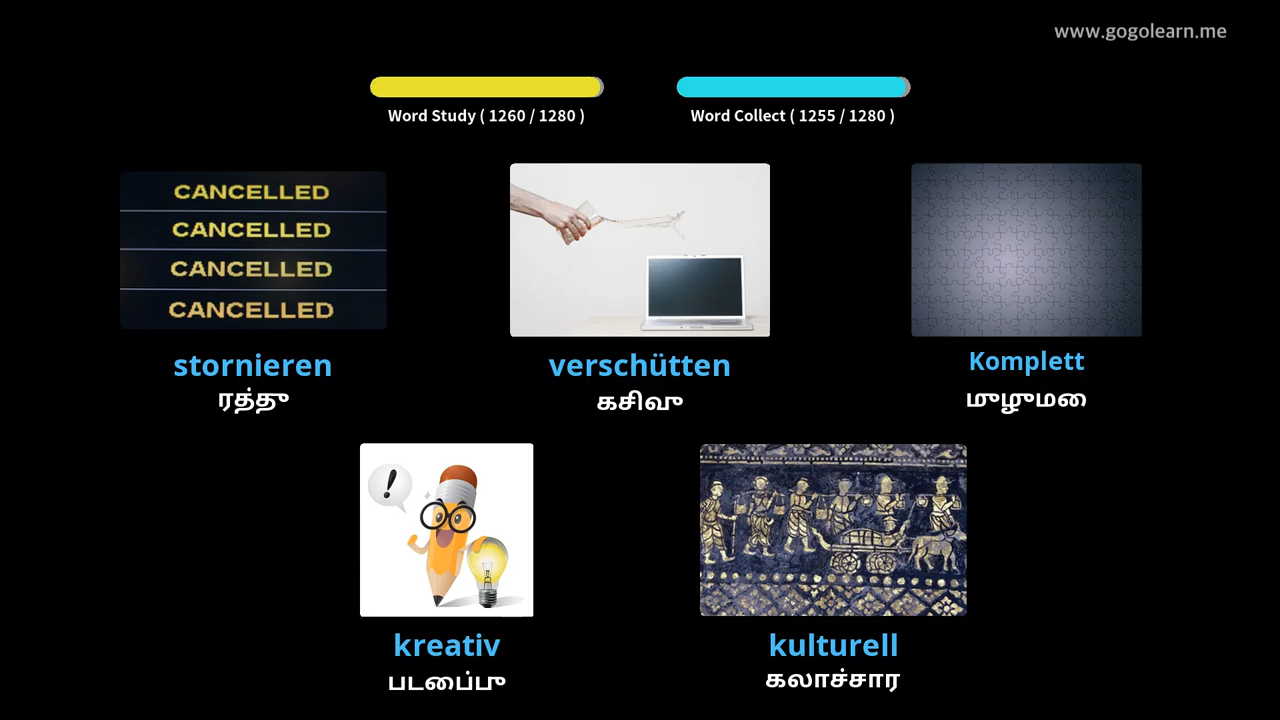 www.gogolearn.me
Word Study ( 1260 / 1280 )
Word Collect ( 1255 / 1280 )
CANCELLED
CANCELLED
CANCELLED
CANCELLED
stornieren
ரத்து
verschütten
கசிவு
Komplett
முழுமை
!
kreativ
படைப்பு
kulturell
கலாச்சார